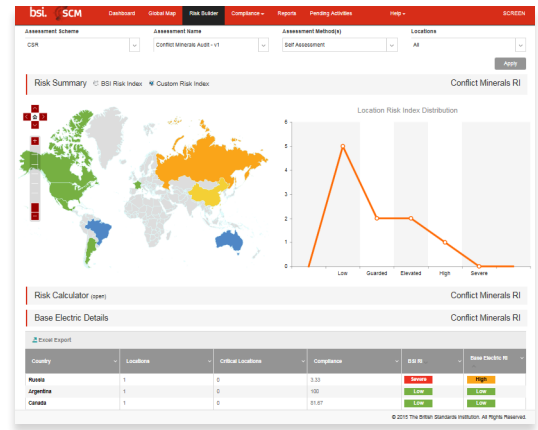 bsi. SCM Dashboard Global Map Risk Builder Compliance Reports Pending Activities Help SCREEN
Assessment Scheme Assessment Name Assessment Method(s) Locations
CSR Conflict Minerals Audit - v1 Self Assessment All
Apply
Risk Summary BSI Risk Index Custom Risk Index Conflict Minerals RI
Location Risk Index Distribution
6
5
4
3
2
1
0
Low Guarded Elevated High Severe
Risk Calculator (open) Conflict Minerals RI
Base Electric Details Conflict Minerals RI
Excel Export
Country Locations Critical Locations Compliance BSI RI Base Electric RI
Russia 1 0 3.33 Severe High
Argentina 1 0 100 Low Low
Canada 1 0 81.67 Low Low
© 2015 The British Standards Institution. All Rights Reserved.